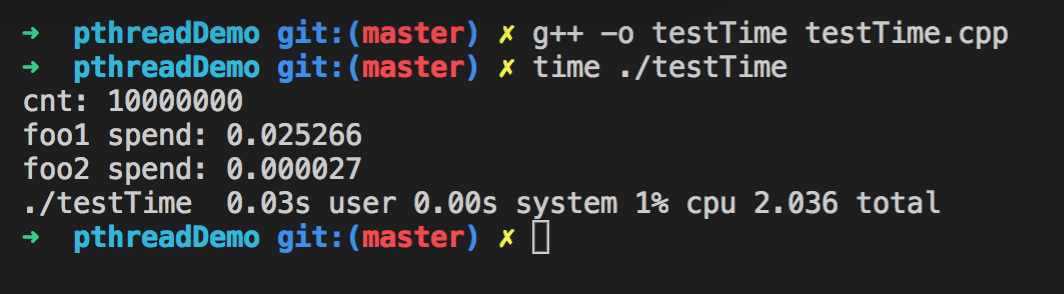 ➜  pthreadDemo git:(master) ✗ g++ -o testTime testTime.cpp
➜  pthreadDemo git:(master) ✗ time ./testTime
cnt: 10000000
foo1 spend: 0.025266
foo2 spend: 0.000027
./testTime  0.03s user 0.00s system 1% cpu 2.036 total
➜  pthreadDemo git:(master) ✗